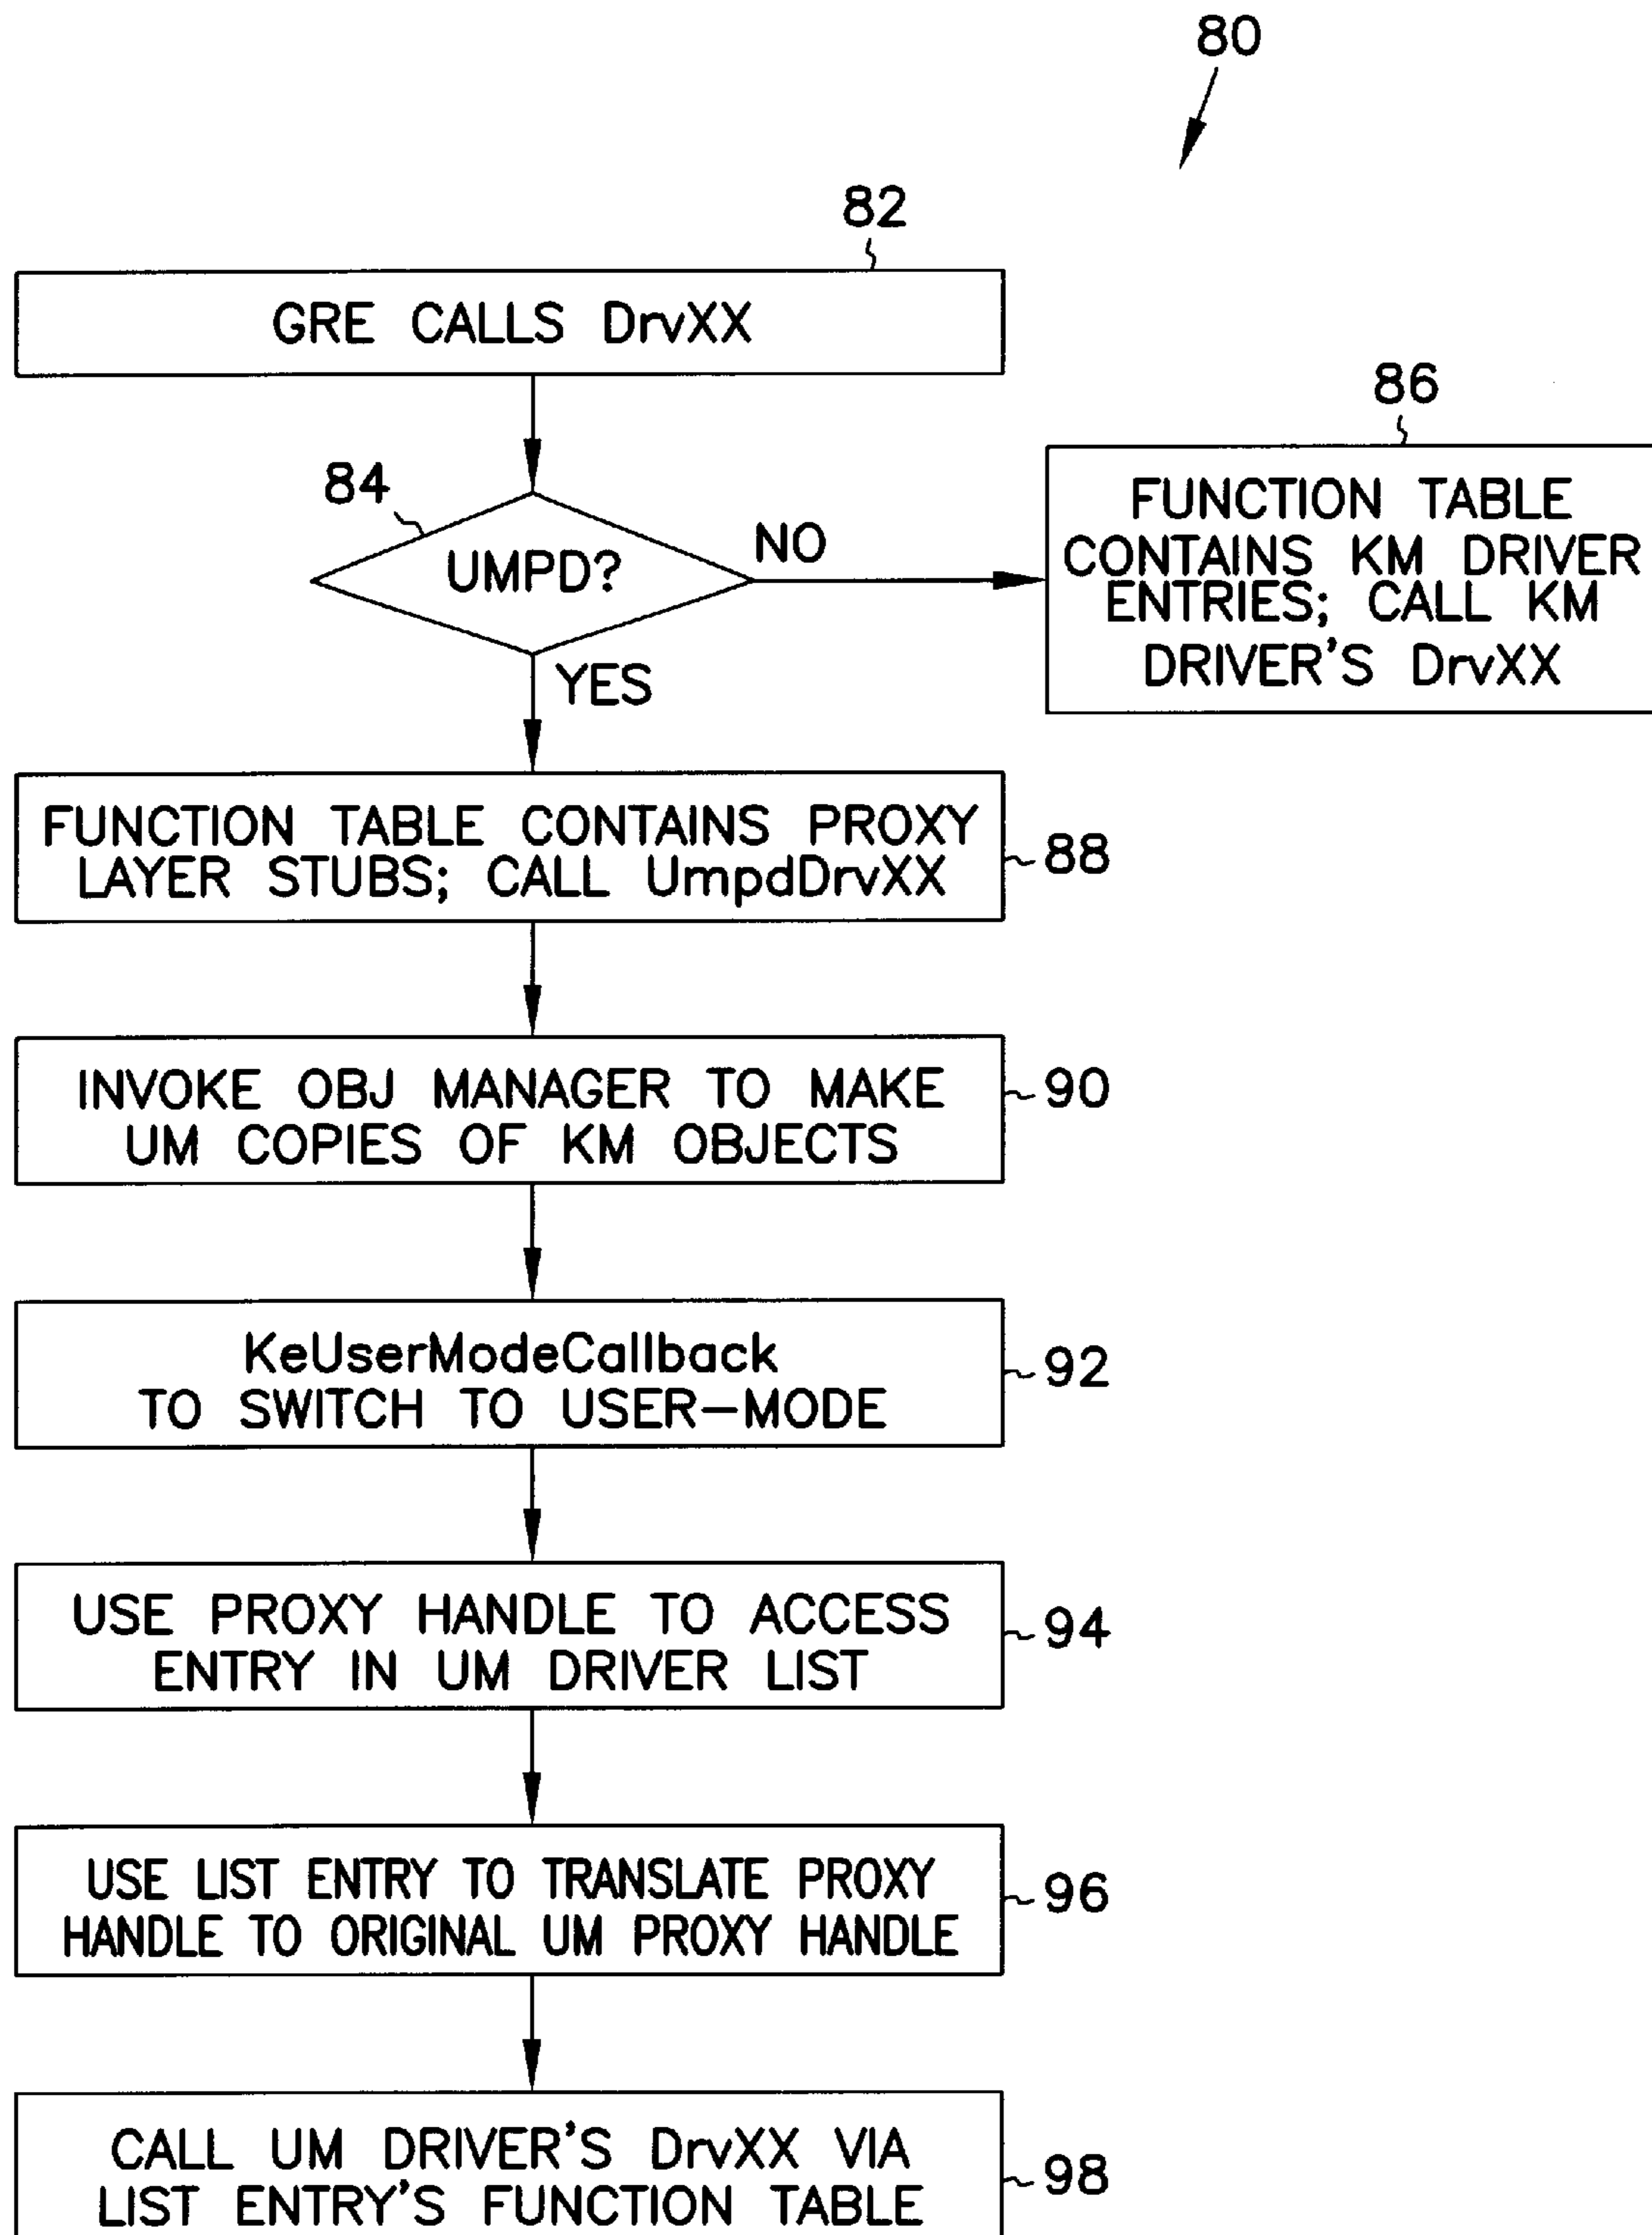 80
82
GRE CALLS DrvXX
84
UMPD?
NO
86
FUNCTION TABLE
CONTAINS KM DRIVER
ENTRIES; CALL KM
DRIVER'S DrvXX
YES
FUNCTION TABLE CONTAINS PROXY
LAYER STUBS; CALL UmpdDrvXX
88
INVOKE OBJ MANAGER TO MAKE
UM COPIES OF KM OBJECTS
90
KeUserModeCallback
TO SWITCH TO USER-MODE
92
USE PROXY HANDLE TO ACCESS
ENTRY IN UM DRIVER LIST
94
USE LIST ENTRY TO TRANSLATE PROXY
HANDLE TO ORIGINAL UM PROXY HANDLE
96
CALL UM DRIVER'S DrvXX VIA
LIST ENTRY'S FUNCTION TABLE
98